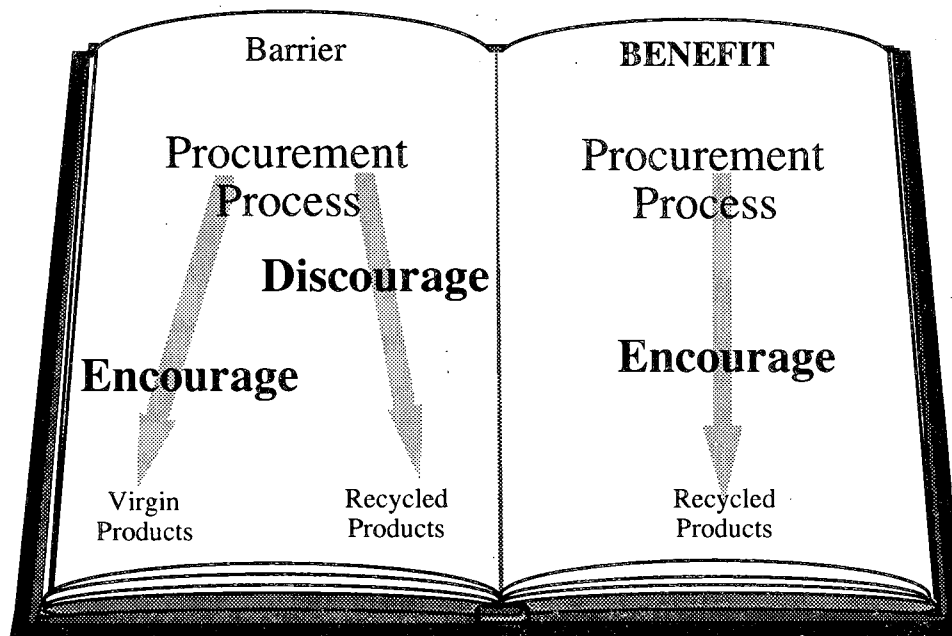 Barrier
Procurement
Process
Discourage
Encourage
Virgin
Products
Recycled
Products
BENEFIT
Procurement
Process
Encourage
Recycled
Products